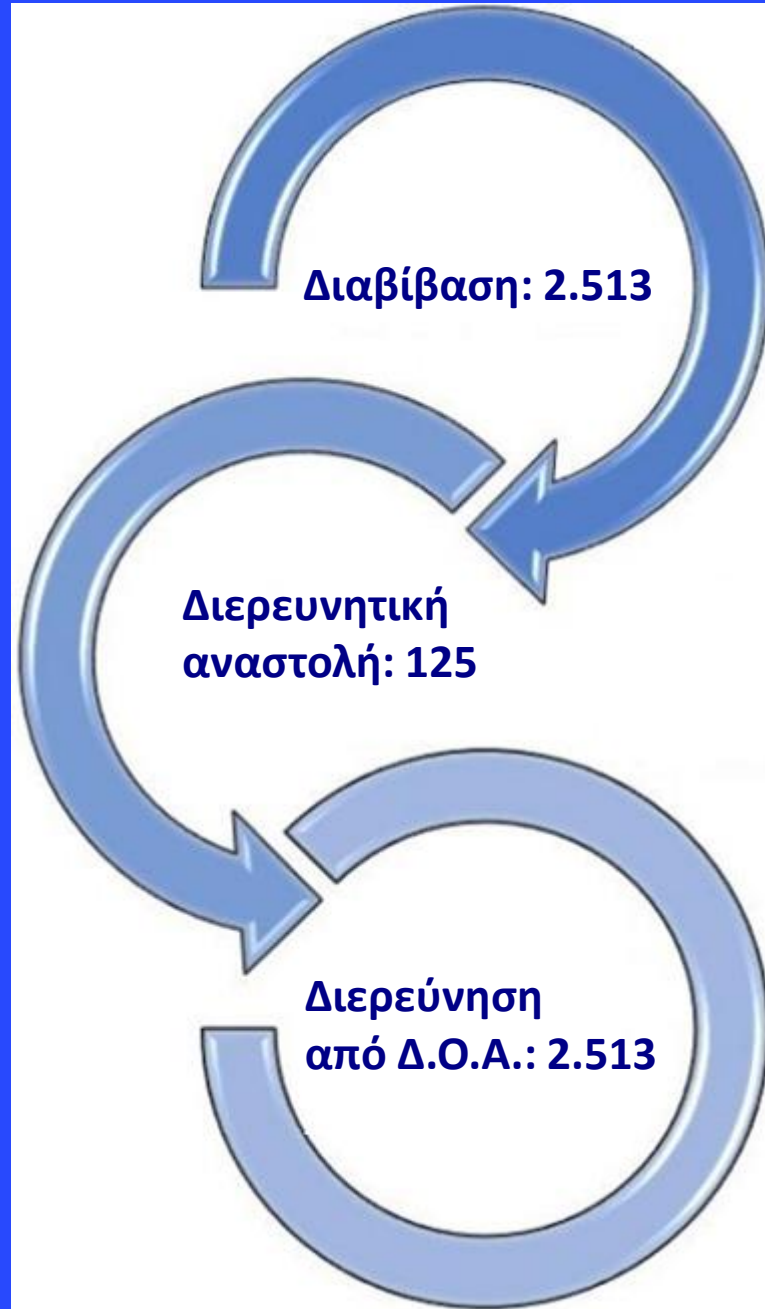 Διαβίβαση: 2.513
Διερευνητική
αναστολή: 125
Διερεύνηση
από Δ.Ο.Α.: 2.513